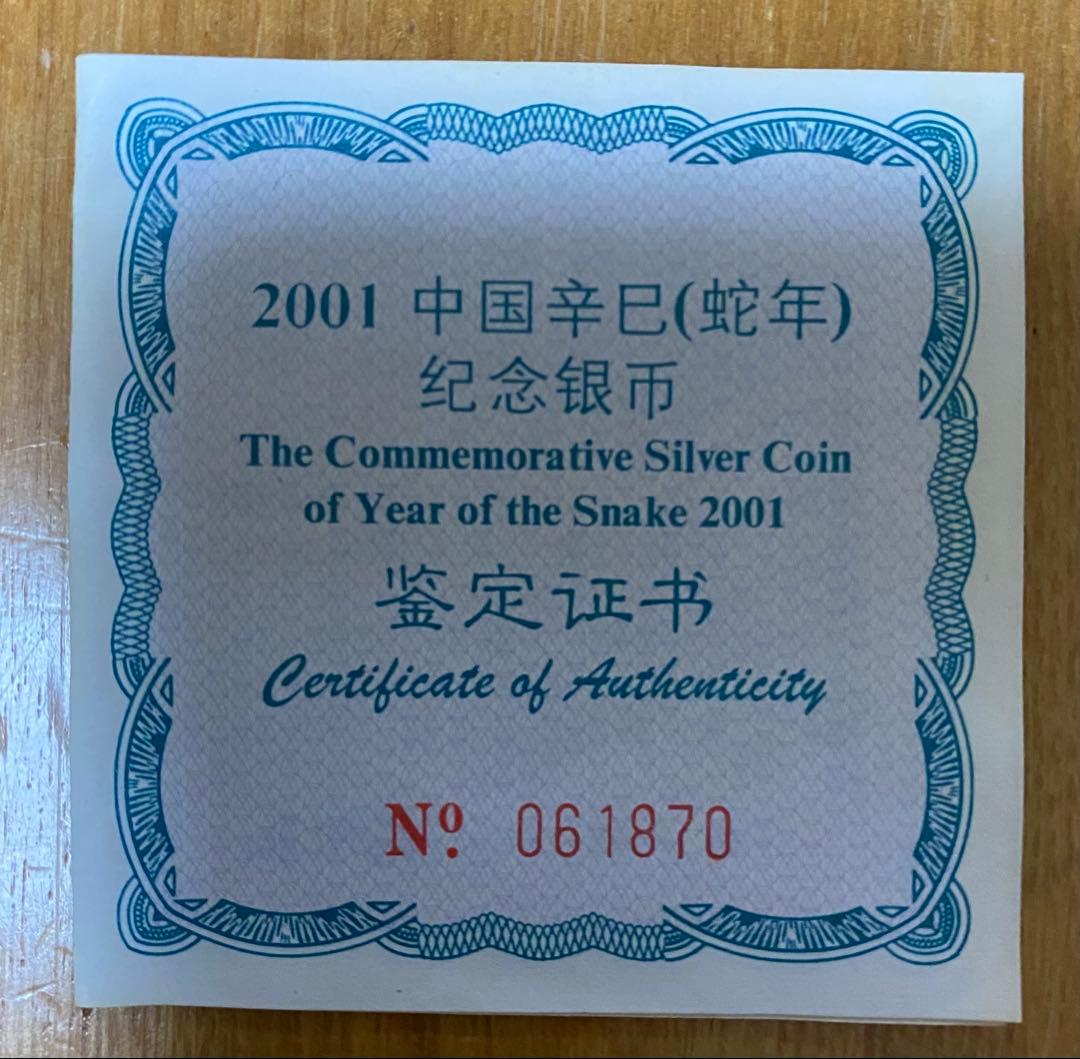 2001 中国辛巳(蛇年)
纪念银币
The Commemorative Silver Coin
of Year of the Snake 2001
鉴定证书
Certificate of Authenticity
Nº. 061870